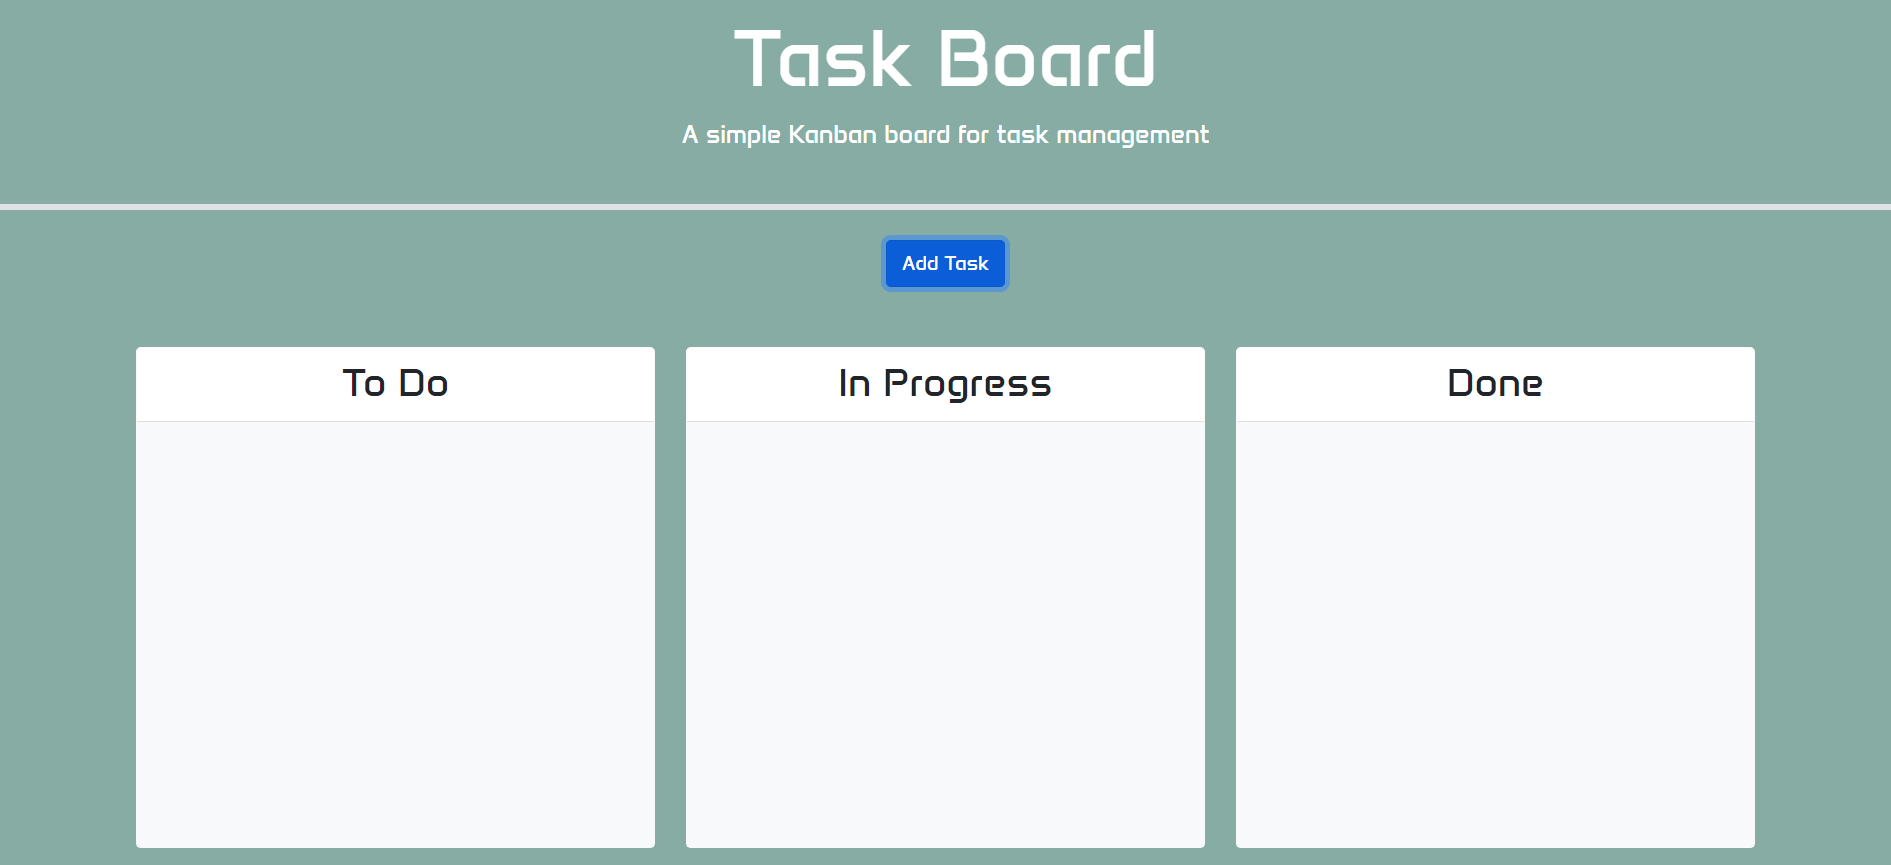 Task Board
A simple Kanban board for task management
Add Task
To Do
In Progress
Done